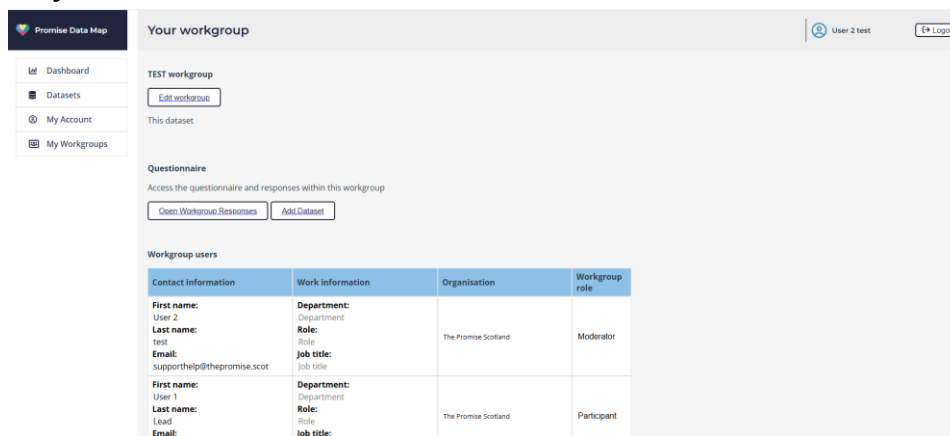 Promise Data Map
Your workgroup
User 2 test
Logo
Dashboard
Datasets
My Account
My Workgroups
TEST workgroup
Edit workgroup
This dataset
Questionnaire
Access the questionnaire and responses within this workgroup
Open Workgroup Responses
Add Dataset
Workgroup users
Contact information
Work information
Organisation
Workgroup
role
First name:
User 2
Last name:
test
Email:
supporthelp@thepromise.scot
Department:
Department
Role:
Role
Job title:
Job title
The Promise Scotland
Moderator
First name:
User 1
Last name:
Lead
Email:
Department:
Department
Role:
Role
Job title:
The Promise Scotland
Participant